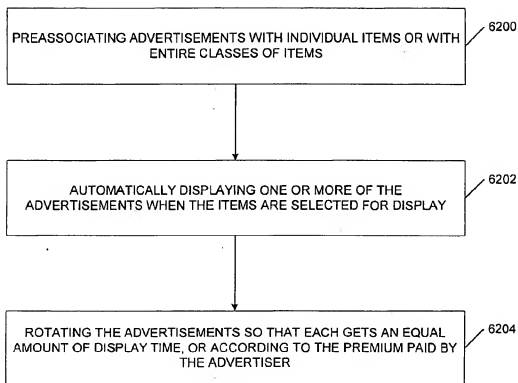 PREASSOCIATING ADVERTISEMENTS WITH INDIVIDUAL ITEMS OR WITH
ENTIRE CLASSES OF ITEMS
6200
AUTOMATICALLY DISPLAYING ONE OR MORE OF THE
ADVERTISEMENTS WHEN THE ITEMS ARE SELECTED FOR DISPLAY
6202
ROTATING THE ADVERTISEMENTS SO THAT EACH GETS AN EQUAL
AMOUNT OF DISPLAY TIME, OR ACCORDING TO THE PREMIUM PAID BY
THE ADVERTISER
6204